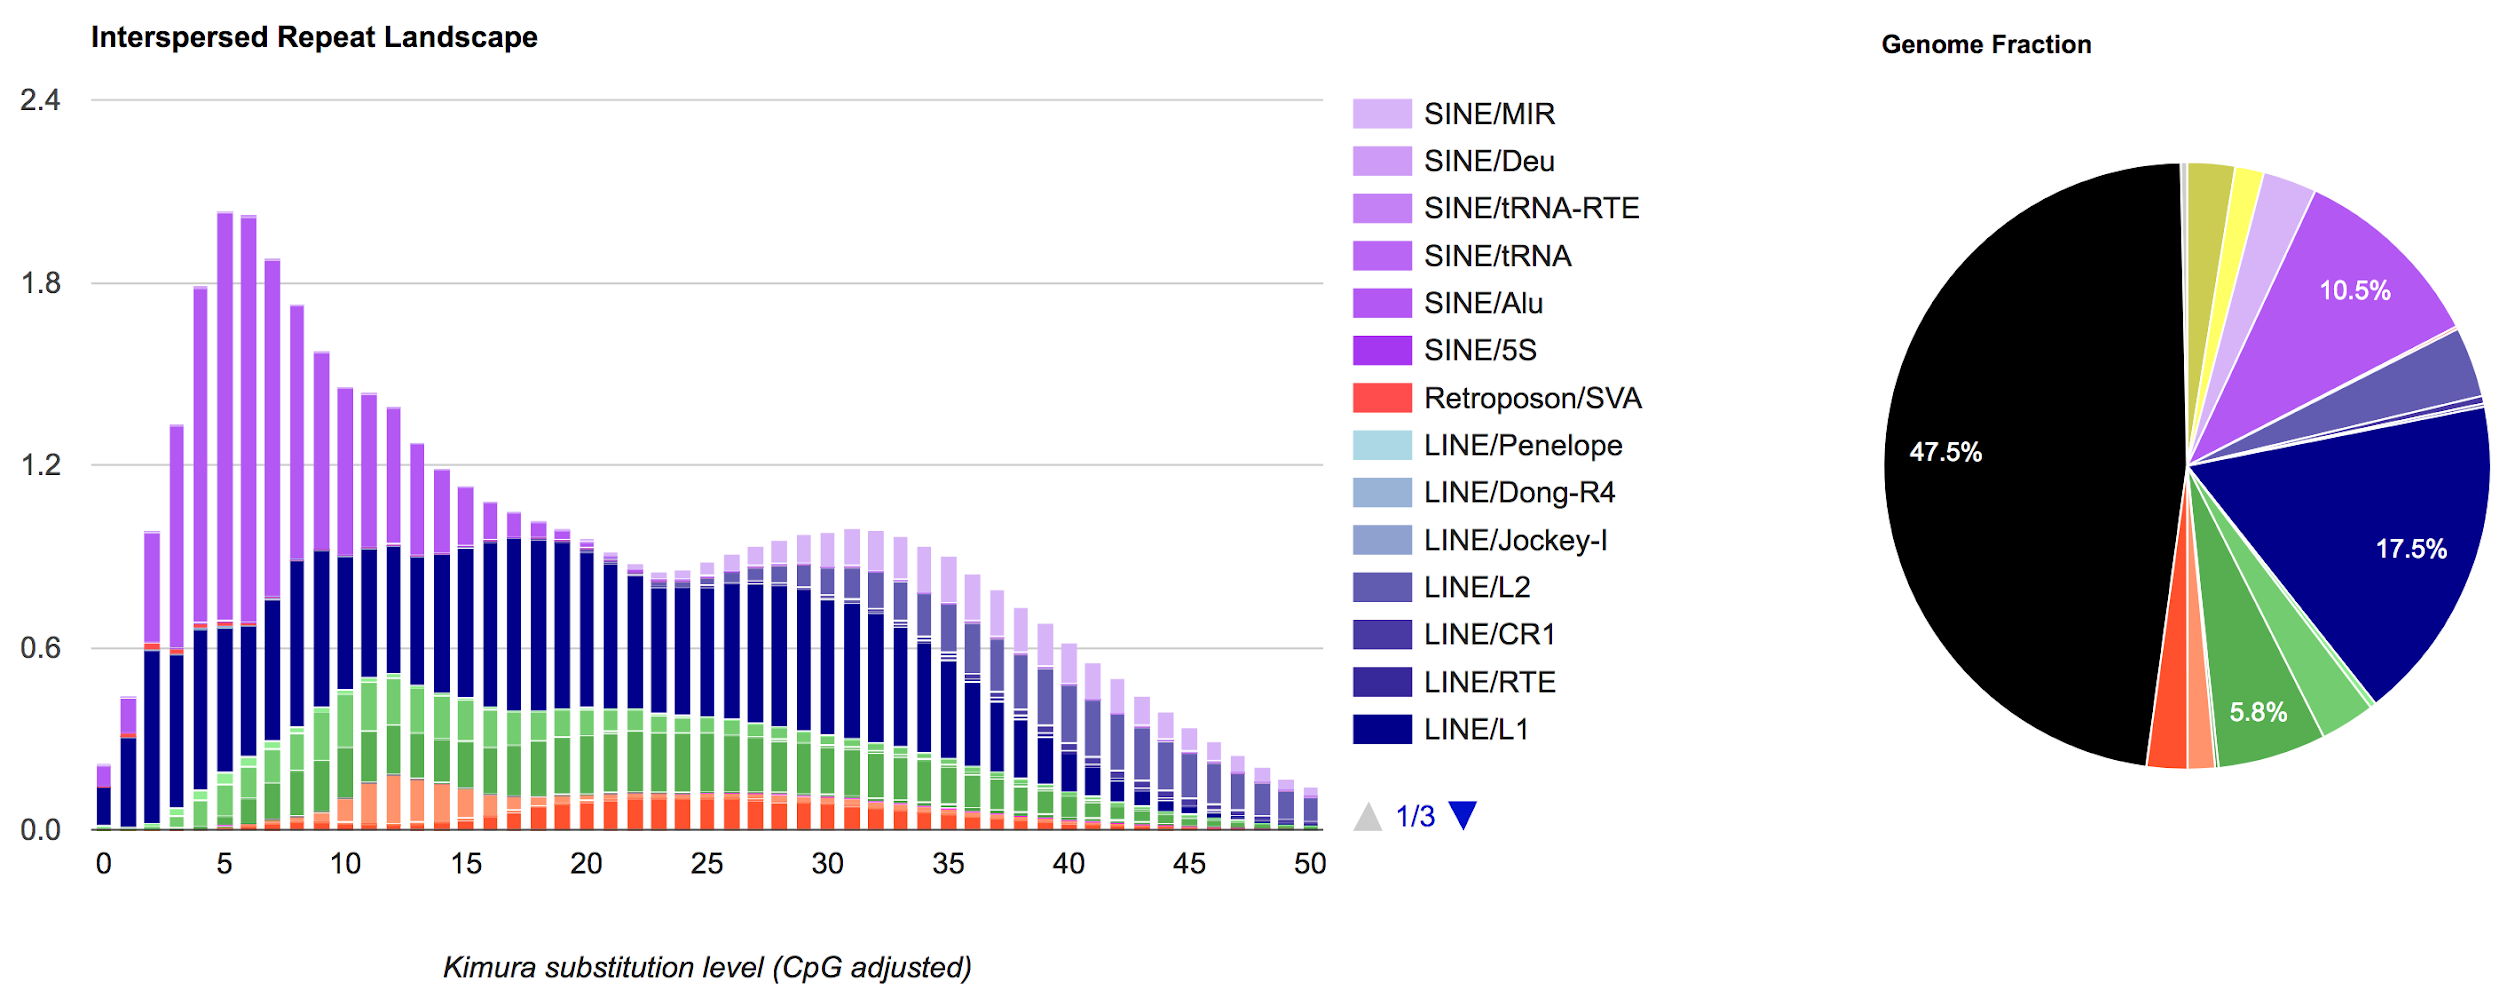 Interspersed Repeat Landscape
2.4
1.8
1.2
0.6
0.0
0 5 10 15 20 25 30 35 40 45 50
Kimura substitution level (CpG adjusted)
SINE/MIR
SINE/Deu
SINE/tRNA-RTE
SINE/tRNA
SINE/Alu
SINE/5S
Retroposon/SVA
LINE/Penelope
LINE/Dong-R4
LINE/Jockey-I
LINE/L2
LINE/CR1
LINE/RTE
LINE/L1
1/3
Genome Fraction
10.5%
47.5%
17.5%
5.8%